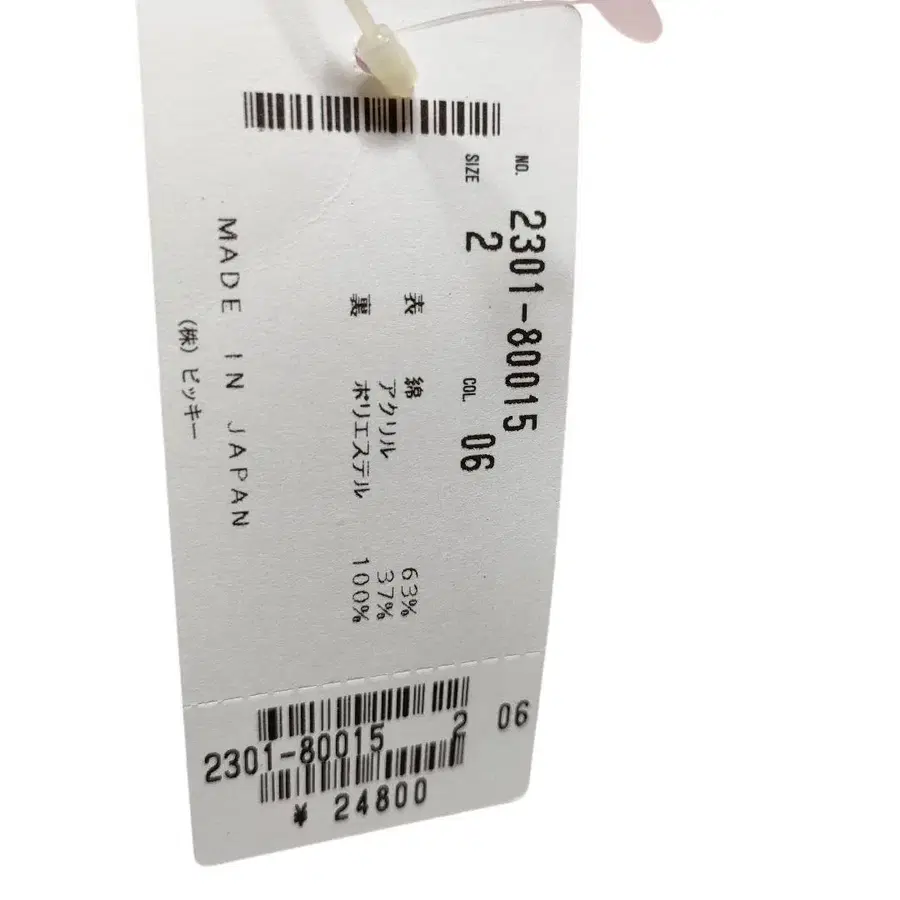 NO. 2301-80015
SIZE 2 COL. 06
表 綿 63%
アクリル 37%
裏 ポリエステル 100%
MADE IN JAPAN
(株)ビッキー
2301-80015 2 06
¥ 24800